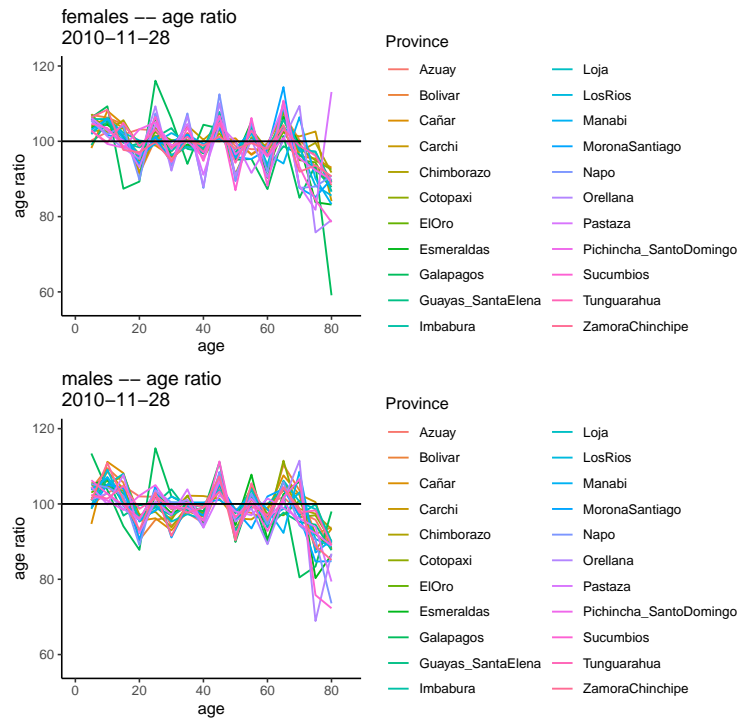 females −− age ratio
2010−11−28
120
100
80
60
age ratio
0
20
40
60
80
age
Province
Azuay
Bolivar
Cañar
Carchi
Chimborazo
Cotopaxi
ElOro
Esmeraldas
Galapagos
Guayas_SantaElena
Imbabura
Loja
LosRios
Manabi
MoronaSantiago
Napo
Orellana
Pastaza
Pichincha_SantoDomingo
Sucumbios
Tunguarahua
ZamoraChinchipe
males −− age ratio
2010−11−28
120
100
80
60
age ratio
0
20
40
60
80
age
Province
Azuay
Bolivar
Cañar
Carchi
Chimborazo
Cotopaxi
ElOro
Esmeraldas
Galapagos
Guayas_SantaElena
Imbabura
Loja
LosRios
Manabi
MoronaSantiago
Napo
Orellana
Pastaza
Pichincha_SantoDomingo
Sucumbios
Tunguarahua
ZamoraChinchipe